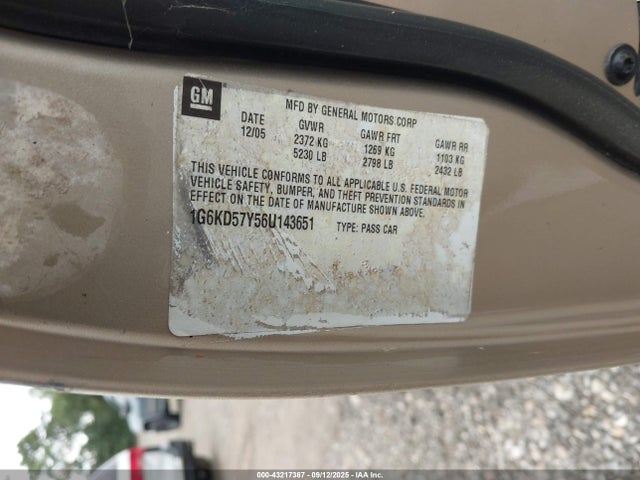 GM
MFD BY GENERAL MOTORS CORP
DATE GVWR GAWR FRT GAWR RR
12/05 2372 KG 1269 KG 1103 KG
5230 LB 2798 LB 2432 LB
THIS VEHICLE CONFORMS TO ALL APPLICABLE U.S. FEDERAL MOTOR
VEHICLE SAFETY, BUMPER, AND THEFT PREVENTION STANDARDS IN
EFFECT ON THE DATE OF MANUFACTURE SHOWN ABOVE.
1G6KD57Y56U143651 TYPE: PASS CAR
000-43217387 - 09/12/2025 - IAA Inc.